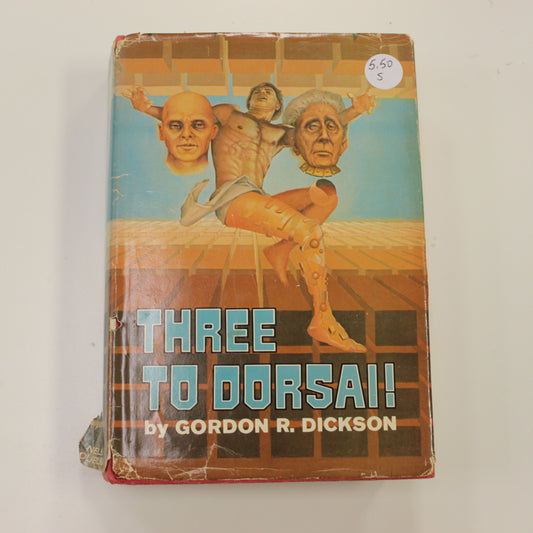 5.50
S
THREE
TO DORSAI!
by GORDON R. DICKSON